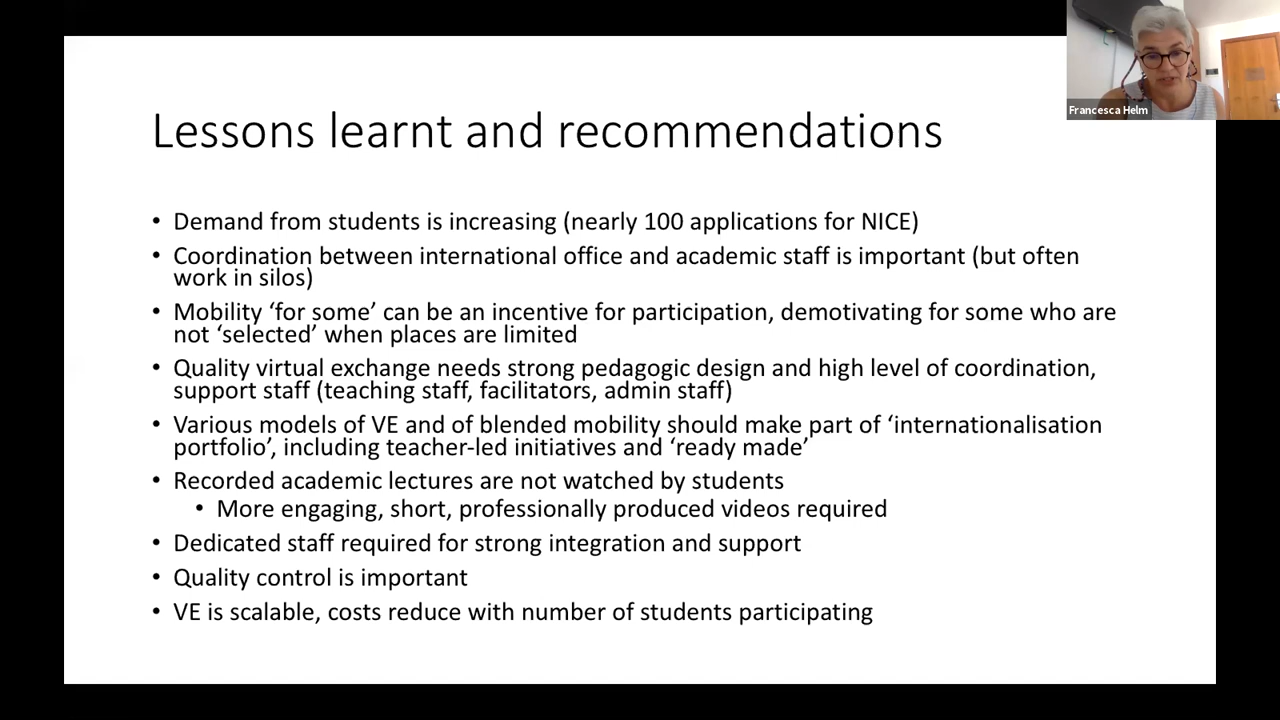 Francesca Helm
Lessons learnt and recommendations
• Demand from students is increasing (nearly 100 applications for NICE)
• Coordination between international office and academic staff is important (but often
work in silos)
• Mobility ‘for some’ can be an incentive for participation, demotivating for some who are
not ‘selected’ when places are limited
• Quality virtual exchange needs strong pedagogic design and high level of coordination,
support staff (teaching staff, facilitators, admin staff)
• Various models of VE and of blended mobility should make part of ‘internationalisation
portfolio’, including teacher-led initiatives and ‘ready made’
• Recorded academic lectures are not watched by students
• More engaging, short, professionally produced videos required
• Dedicated staff required for strong integration and support
• Quality control is important
• VE is scalable, costs reduce with number of students participating